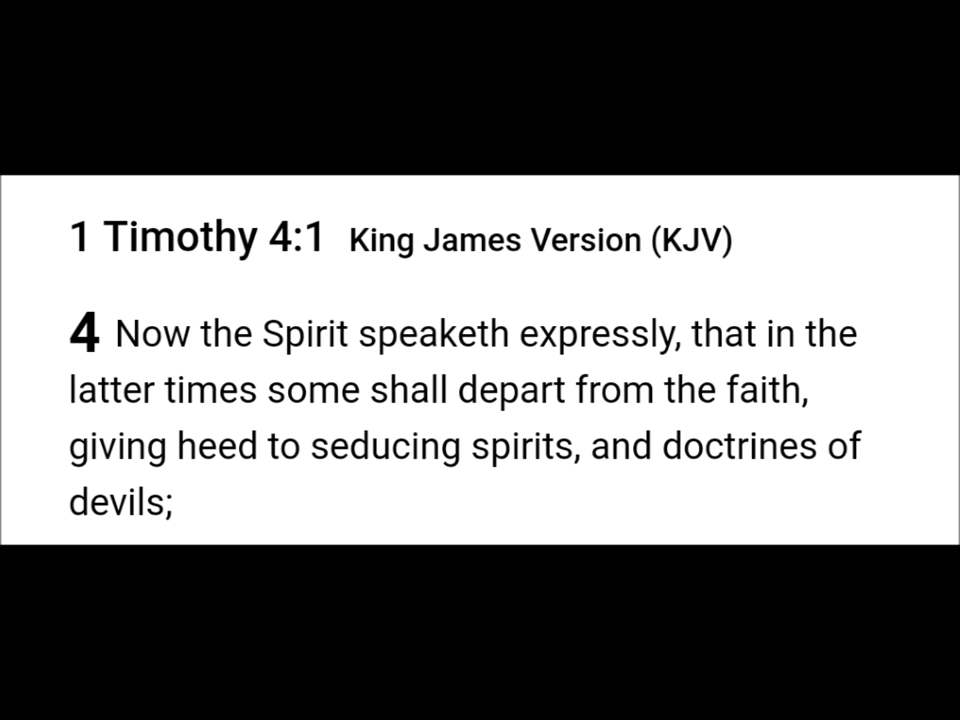 1 Timothy 4:1 King James Version (KJV)
4 Now the Spirit speaketh expressly, that in the
latter times some shall depart from the faith,
giving heed to seducing spirits, and doctrines of
devils;